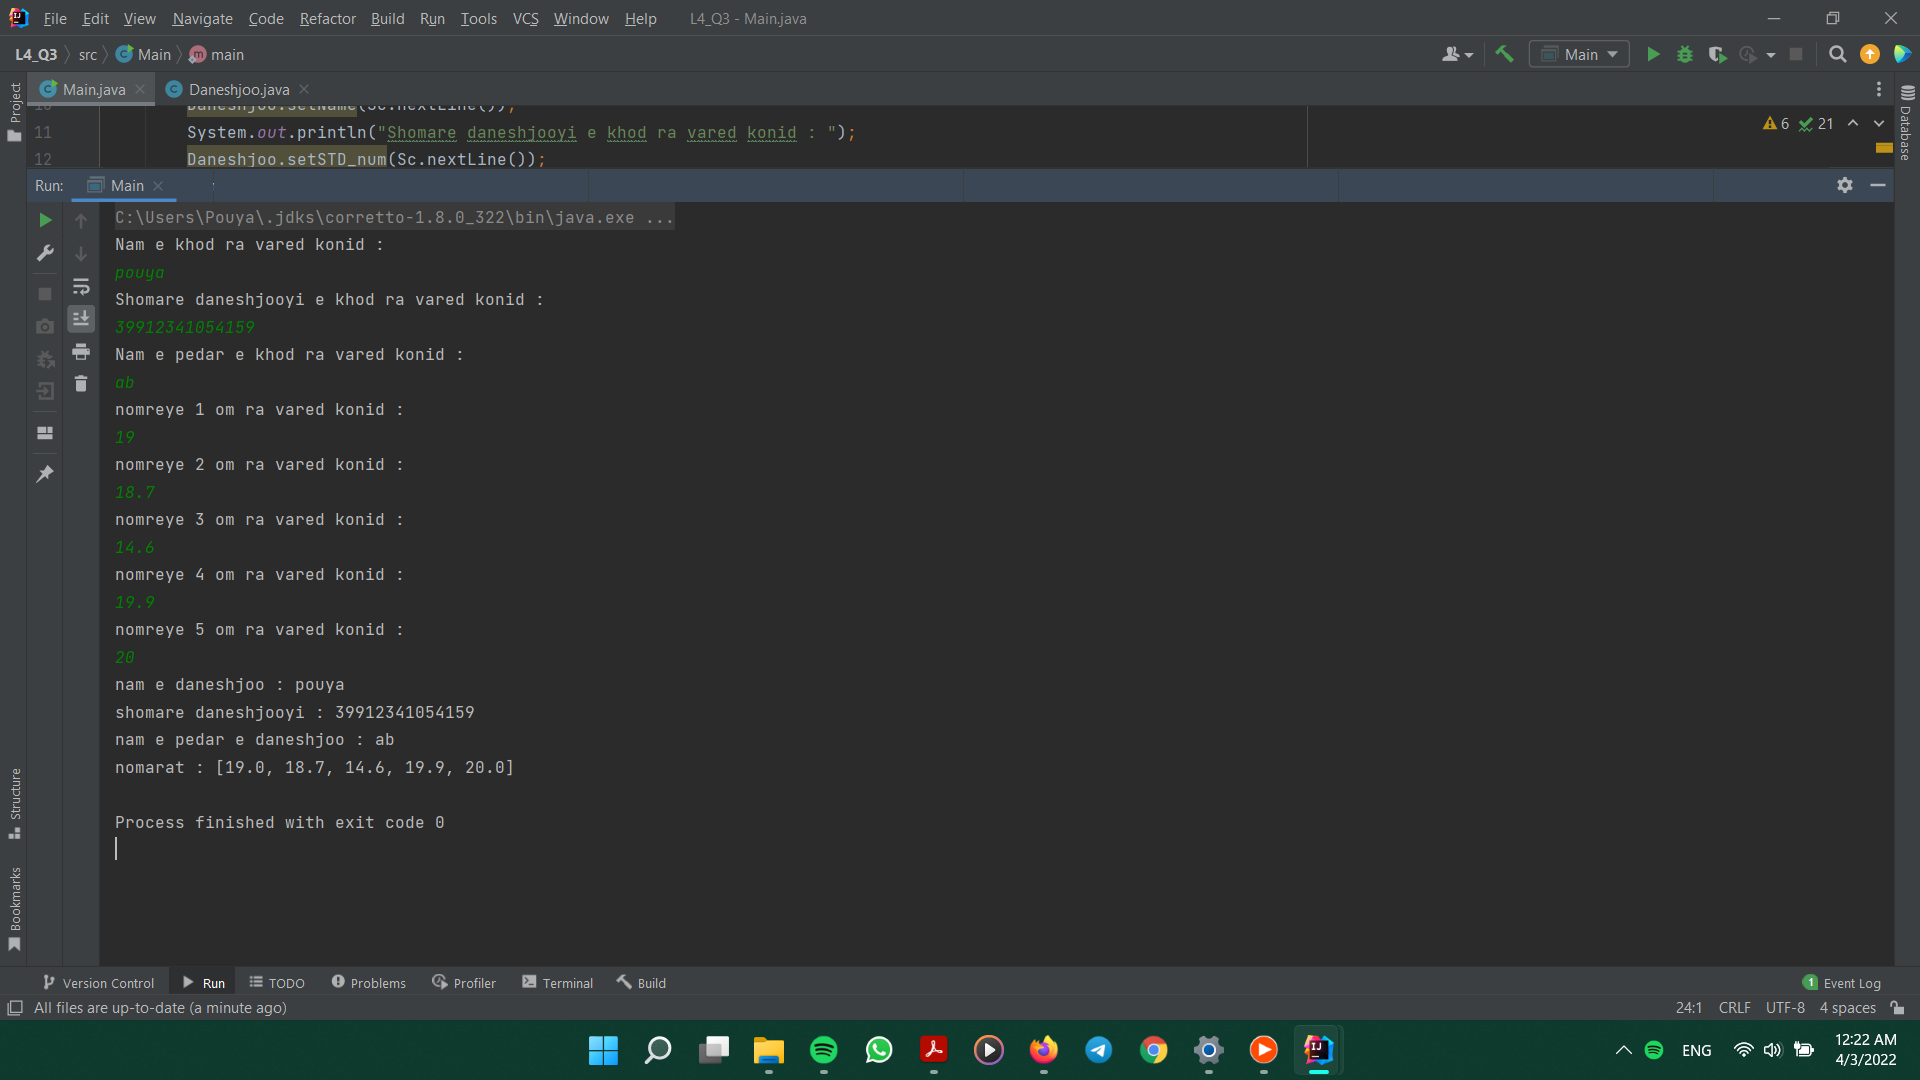 File Edit View Navigate Code Refactor Build Run Tools VCS Window Help L4_Q3 - Main.java
L4_Q3 src Main main Main
Main.java Daneshjoo.java
10 Daneshjoo.setName(Sc.nextLine());
11 System.out.println("Shomare daneshjooyi e khod ra vared konid : ");
12 Daneshjoo.setSTD_num(Sc.nextLine());
6 21
Project
Database
Run: Main
C:\Users\Pouya\.jdks\corretto-1.8.0_322\bin\java.exe ...
Nam e khod ra vared konid :
pouya
Shomare daneshjooyi e khod ra vared konid :
39912341054159
Nam e pedar e khod ra vared konid :
ab
nomreye 1 om ra vared konid :
19
nomreye 2 om ra vared konid :
18.7
nomreye 3 om ra vared konid :
14.6
nomreye 4 om ra vared konid :
19.9
nomreye 5 om ra vared konid :
20
nam e daneshjoo : pouya
shomare daneshjooyi : 39912341054159
nam e pedar e daneshjoo : ab
nomarat : [19.0, 18.7, 14.6, 19.9, 20.0]
Process finished with exit code 0
Structure
Bookmarks
Version Control Run TODO Problems Profiler Terminal Build 1 Event Log
All files are up-to-date (a minute ago) 24:1 CRLF UTF-8 4 spaces
ENG 12:22 AM
4/3/2022